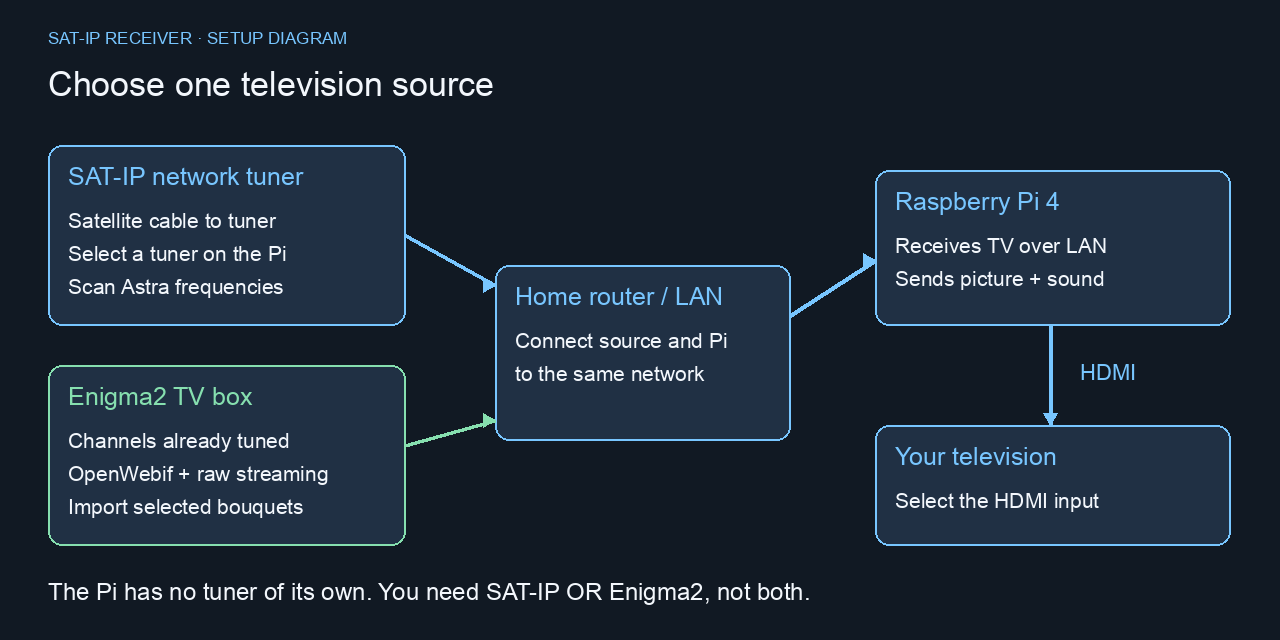 SAT-IP RECEIVER · SETUP DIAGRAM
Choose one television source
SAT-IP network tuner
Satellite cable to tuner
Select a tuner on the Pi
Scan Astra frequencies
Enigma2 TV box
Channels already tuned
OpenWebif + raw streaming
Import selected bouquets
Home router / LAN
Connect source and Pi
to the same network
Raspberry Pi 4
Receives TV over LAN
Sends picture + sound
HDMI
Your television
Select the HDMI input
The Pi has no tuner of its own. You need SAT-IP OR Enigma2, not both.